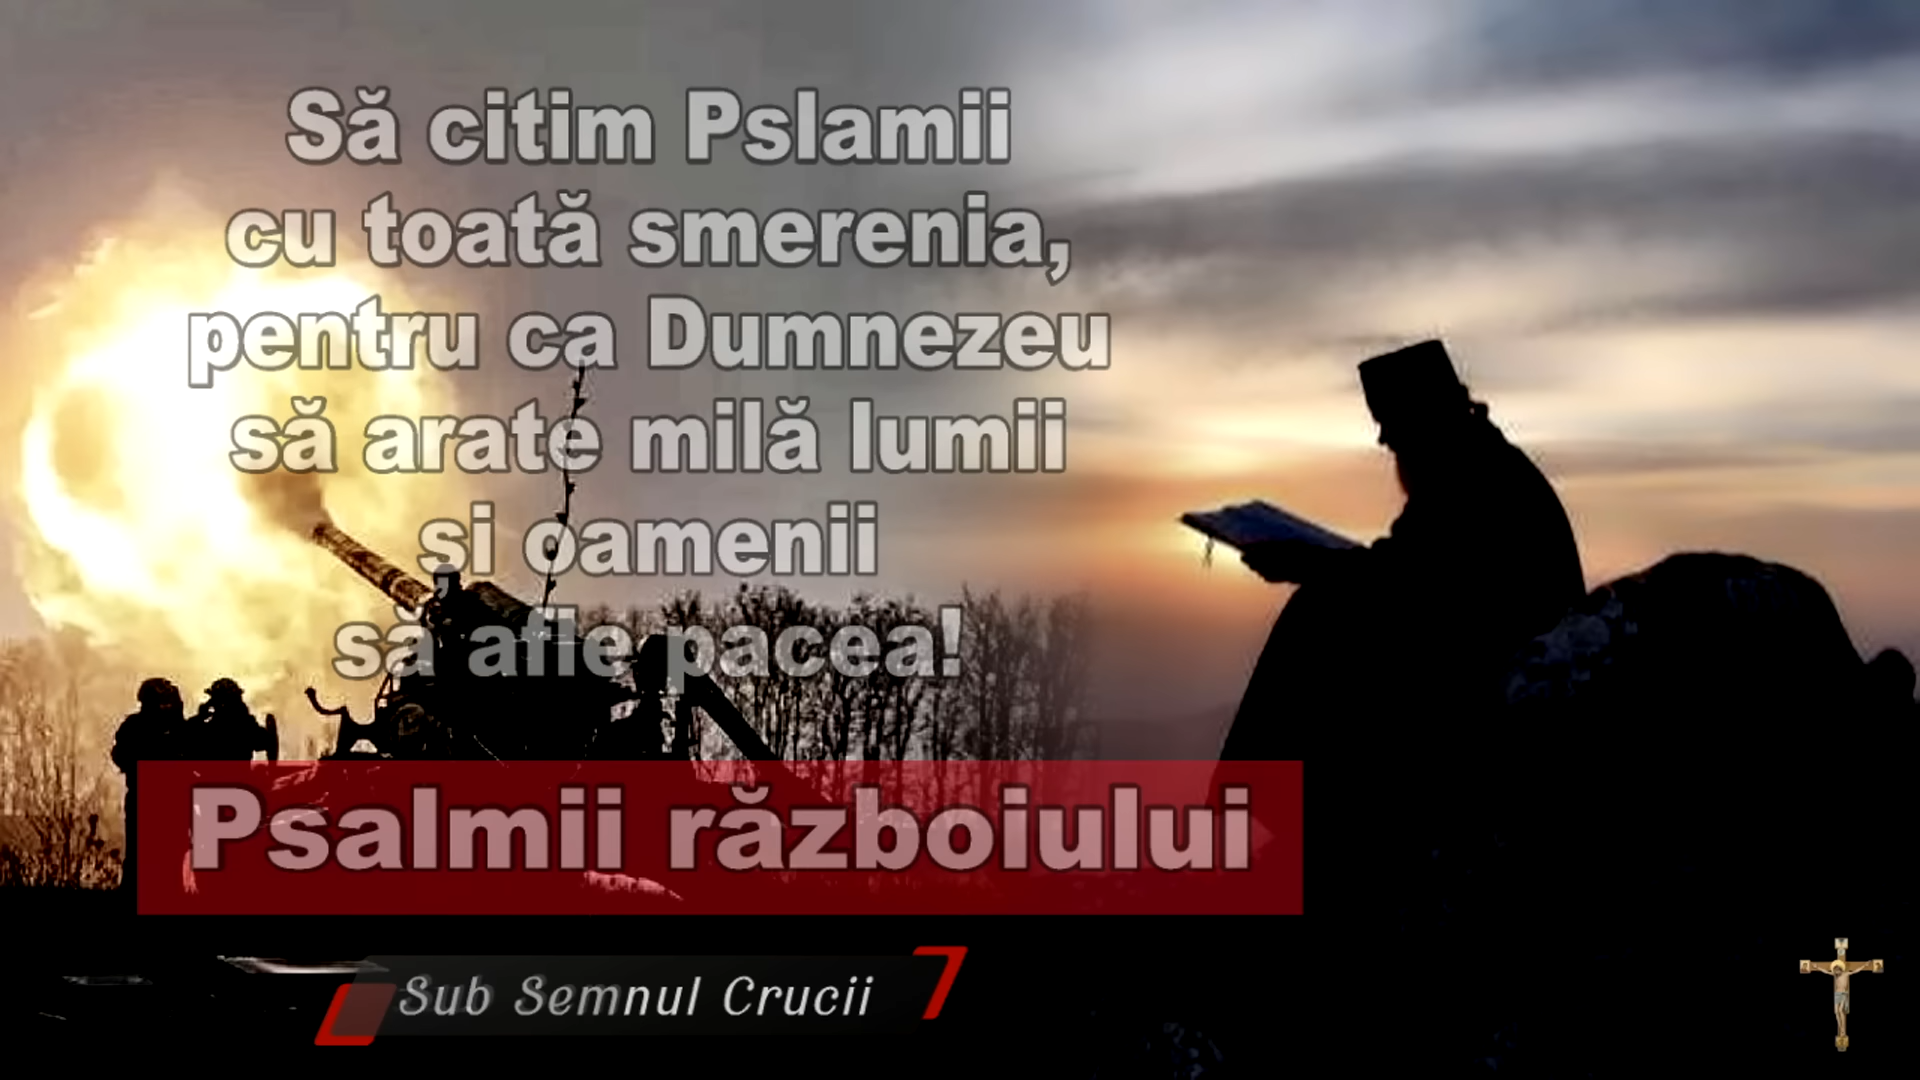 Să citim Pslamii
cu toată smerenia,
pentru ca Dumnezeu
să arate milă lumii
și oamenii
să afle pacea!
Psalmii războiului
Sub Semnul Crucii